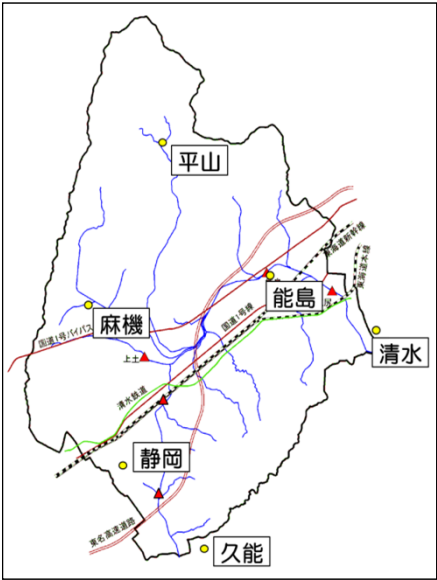 平山
東海道新幹線
東海道本線
能島
麻機
国道1号線
国道1号バイパス
上土
清水
清水鉄道
静岡
東名高速道路
久能